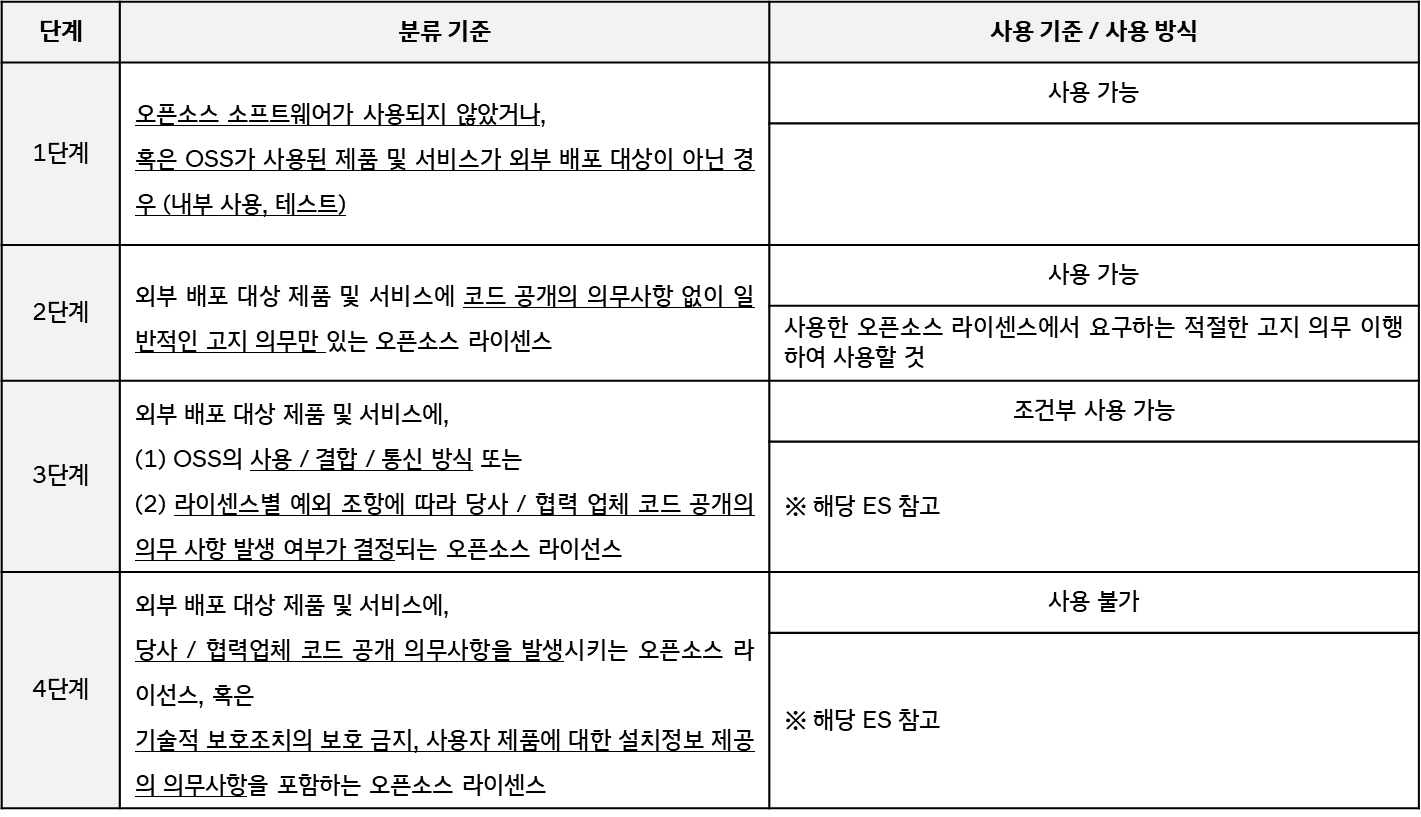 단계
분류 기준
사용 기준 / 사용 방식
1단계
오픈소스 소프트웨어가 사용되지 않았거나,
혹은 OSS가 사용된 제품 및 서비스가 외부 배포 대상이 아닌 경
우 (내부 사용, 테스트)
사용 가능
2단계
외부 배포 대상 제품 및 서비스에 코드 공개의 의무사항 없이 일
반적인 고지 의무만 있는 오픈소스 라이센스
사용 가능
사용한 오픈소스 라이센스에서 요구하는 적절한 고지 의무 이행
하여 사용할 것
3단계
외부 배포 대상 제품 및 서비스에,
(1) OSS의 사용 / 결합 / 통신 방식 또는
(2) 라이센스별 예외 조항에 따라 당사 / 협력 업체 코드 공개의
의무 사항 발생 여부가 결정되는 오픈소스 라이선스
조건부 사용 가능
※ 해당 ES 참고
4단계
외부 배포 대상 제품 및 서비스에,
당사 / 협력업체 코드 공개 의무사항을 발생시키는 오픈소스 라
이선스, 혹은
기술적 보호조치의 보호 금지, 사용자 제품에 대한 설치정보 제공
의 의무사항을 포함하는 오픈소스 라이센스
사용 불가
※ 해당 ES 참고